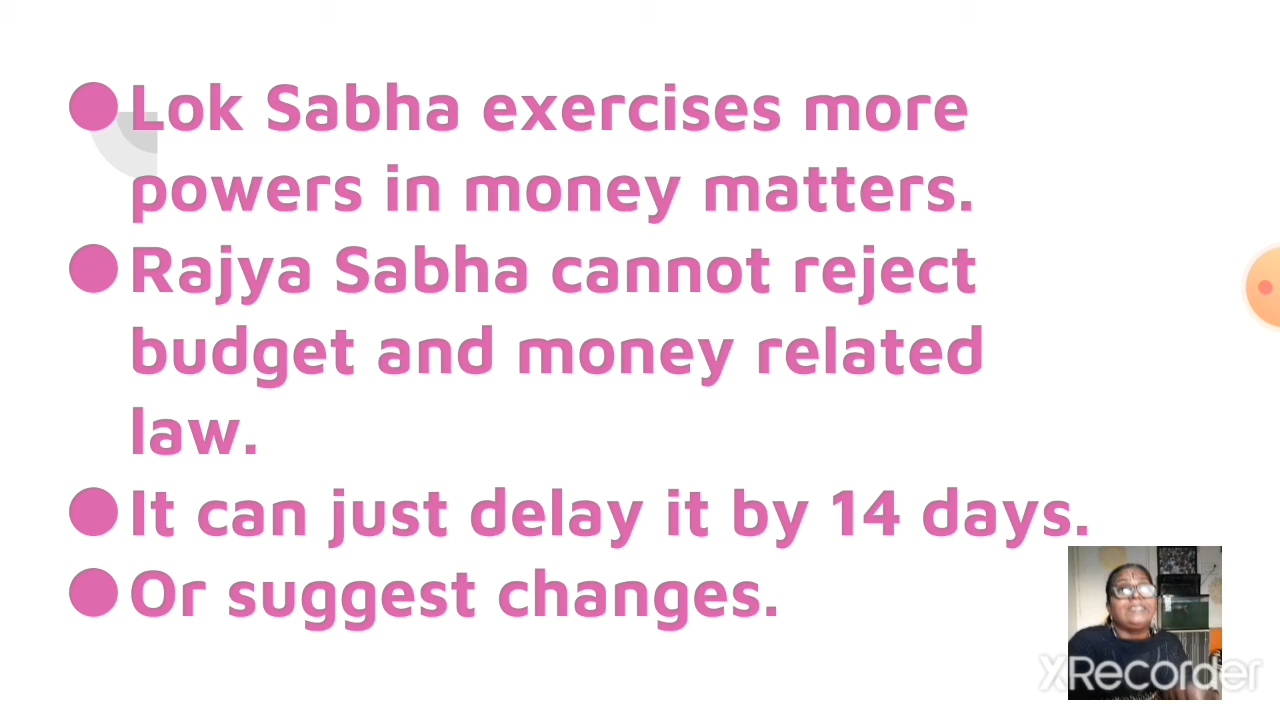 ● Lok Sabha exercises more
powers in money matters.
● Rajya Sabha cannot reject
budget and money related
law.
● It can just delay it by 14 days.
● Or suggest changes.
XRecorder